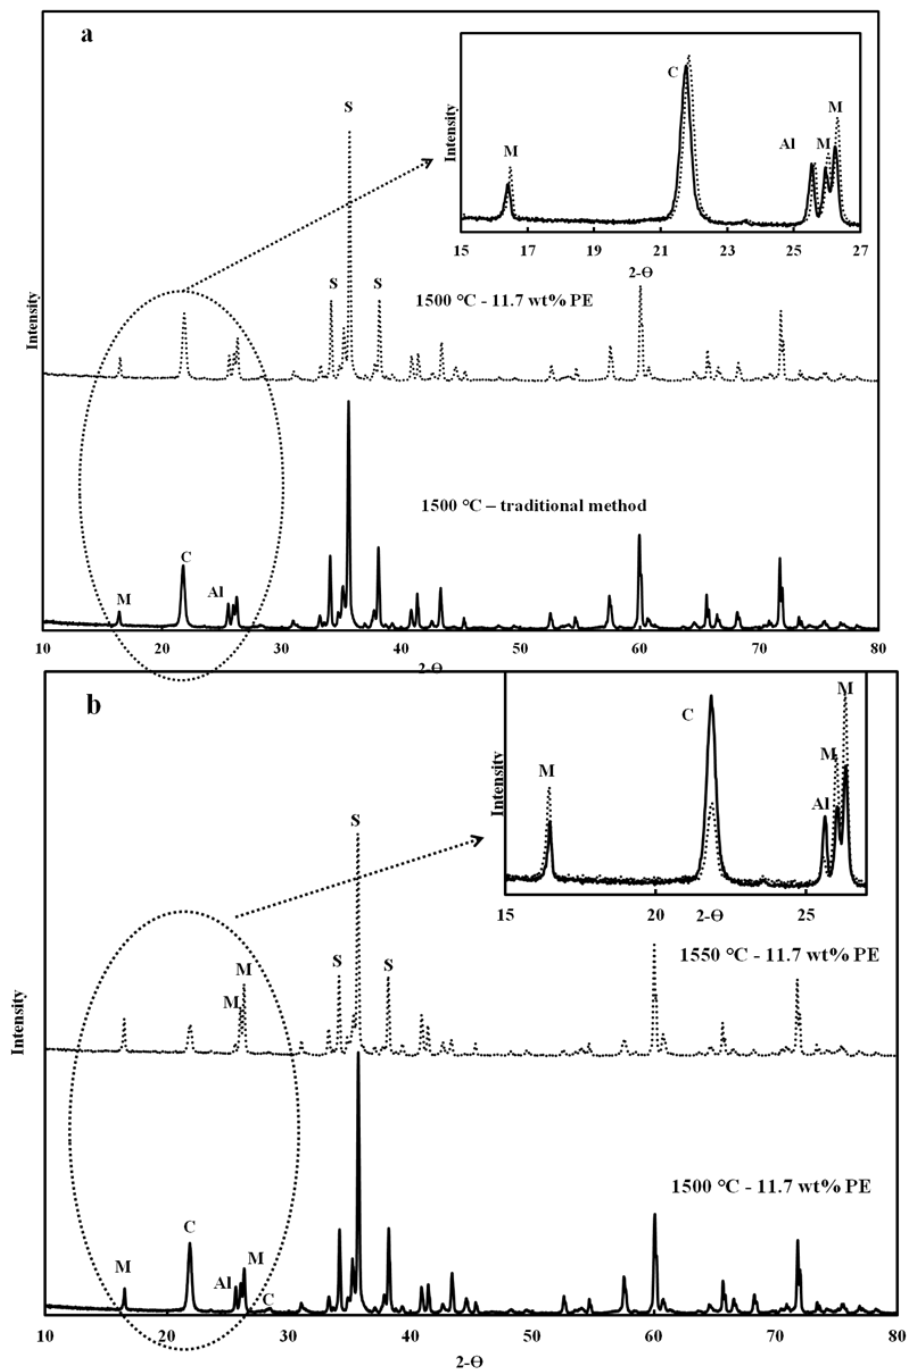 a
S
C
M
M
Al
M
Intensity
15 17 19 21 23 25 27
2-Ɵ
S S
1500 °C - 11.7 wt% PE
Intensity
1500 °C – traditional method
C
Al
M
10 20 30 40 50 60 70 80
2-Ɵ
b
M
C
M
M
Al
Intensity
15 20 25
2-Ɵ
S
1550 °C - 11.7 wt% PE
S S
M
M
Intensity
1500 °C - 11.7 wt% PE
C
M
M
Al
C
10 20 30 40 50 60 70 80
2-Ɵ